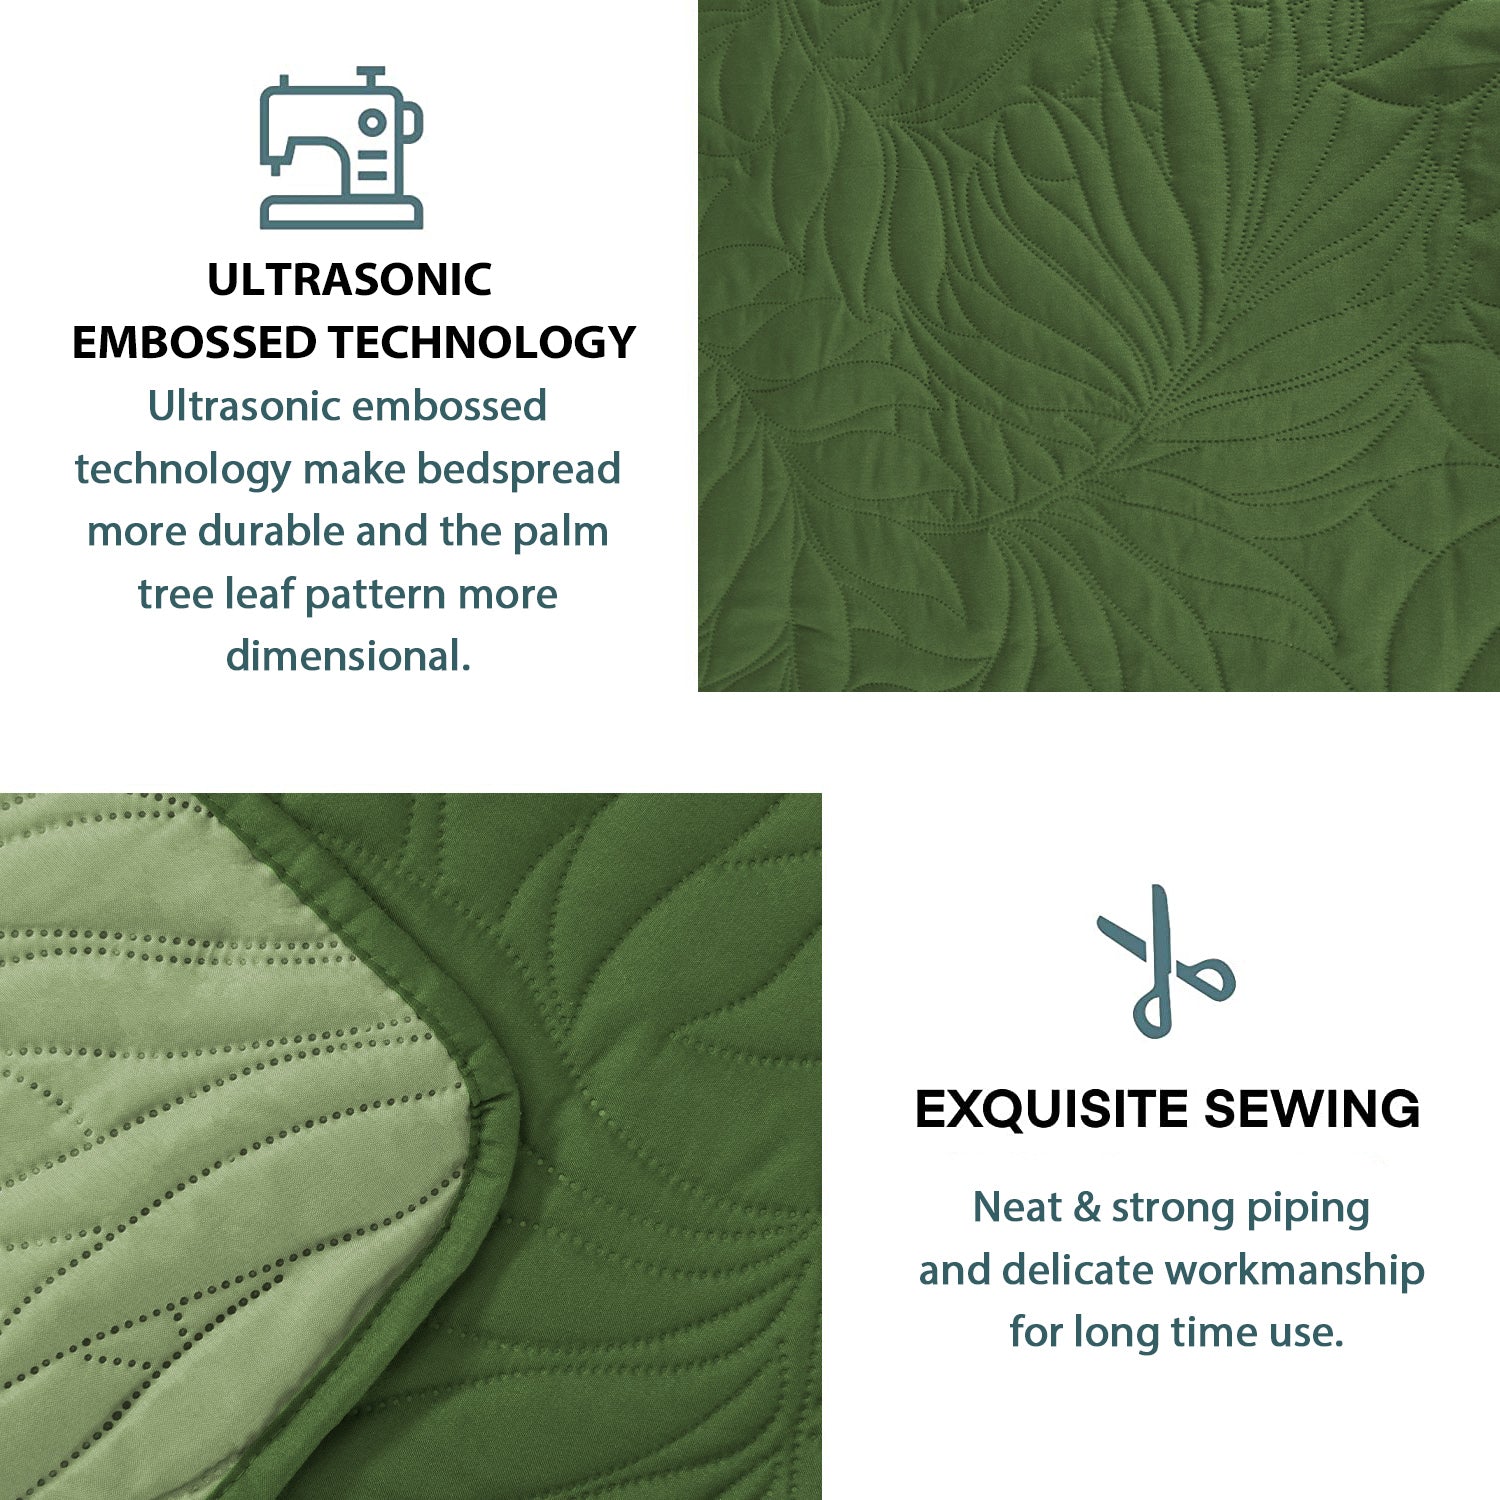 ULTRASONIC
EMBOSSED TECHNOLOGY
Ultrasonic embossed
technology make bedspread
more durable and the palm
tree leaf pattern more
dimensional.
EXQUISITE SEWING
Neat & strong piping
and delicate workmanship
for long time use.